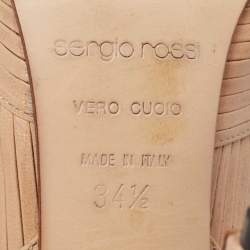 sergio rossi
VERO CUOIO
MADE IN ITALY
34½